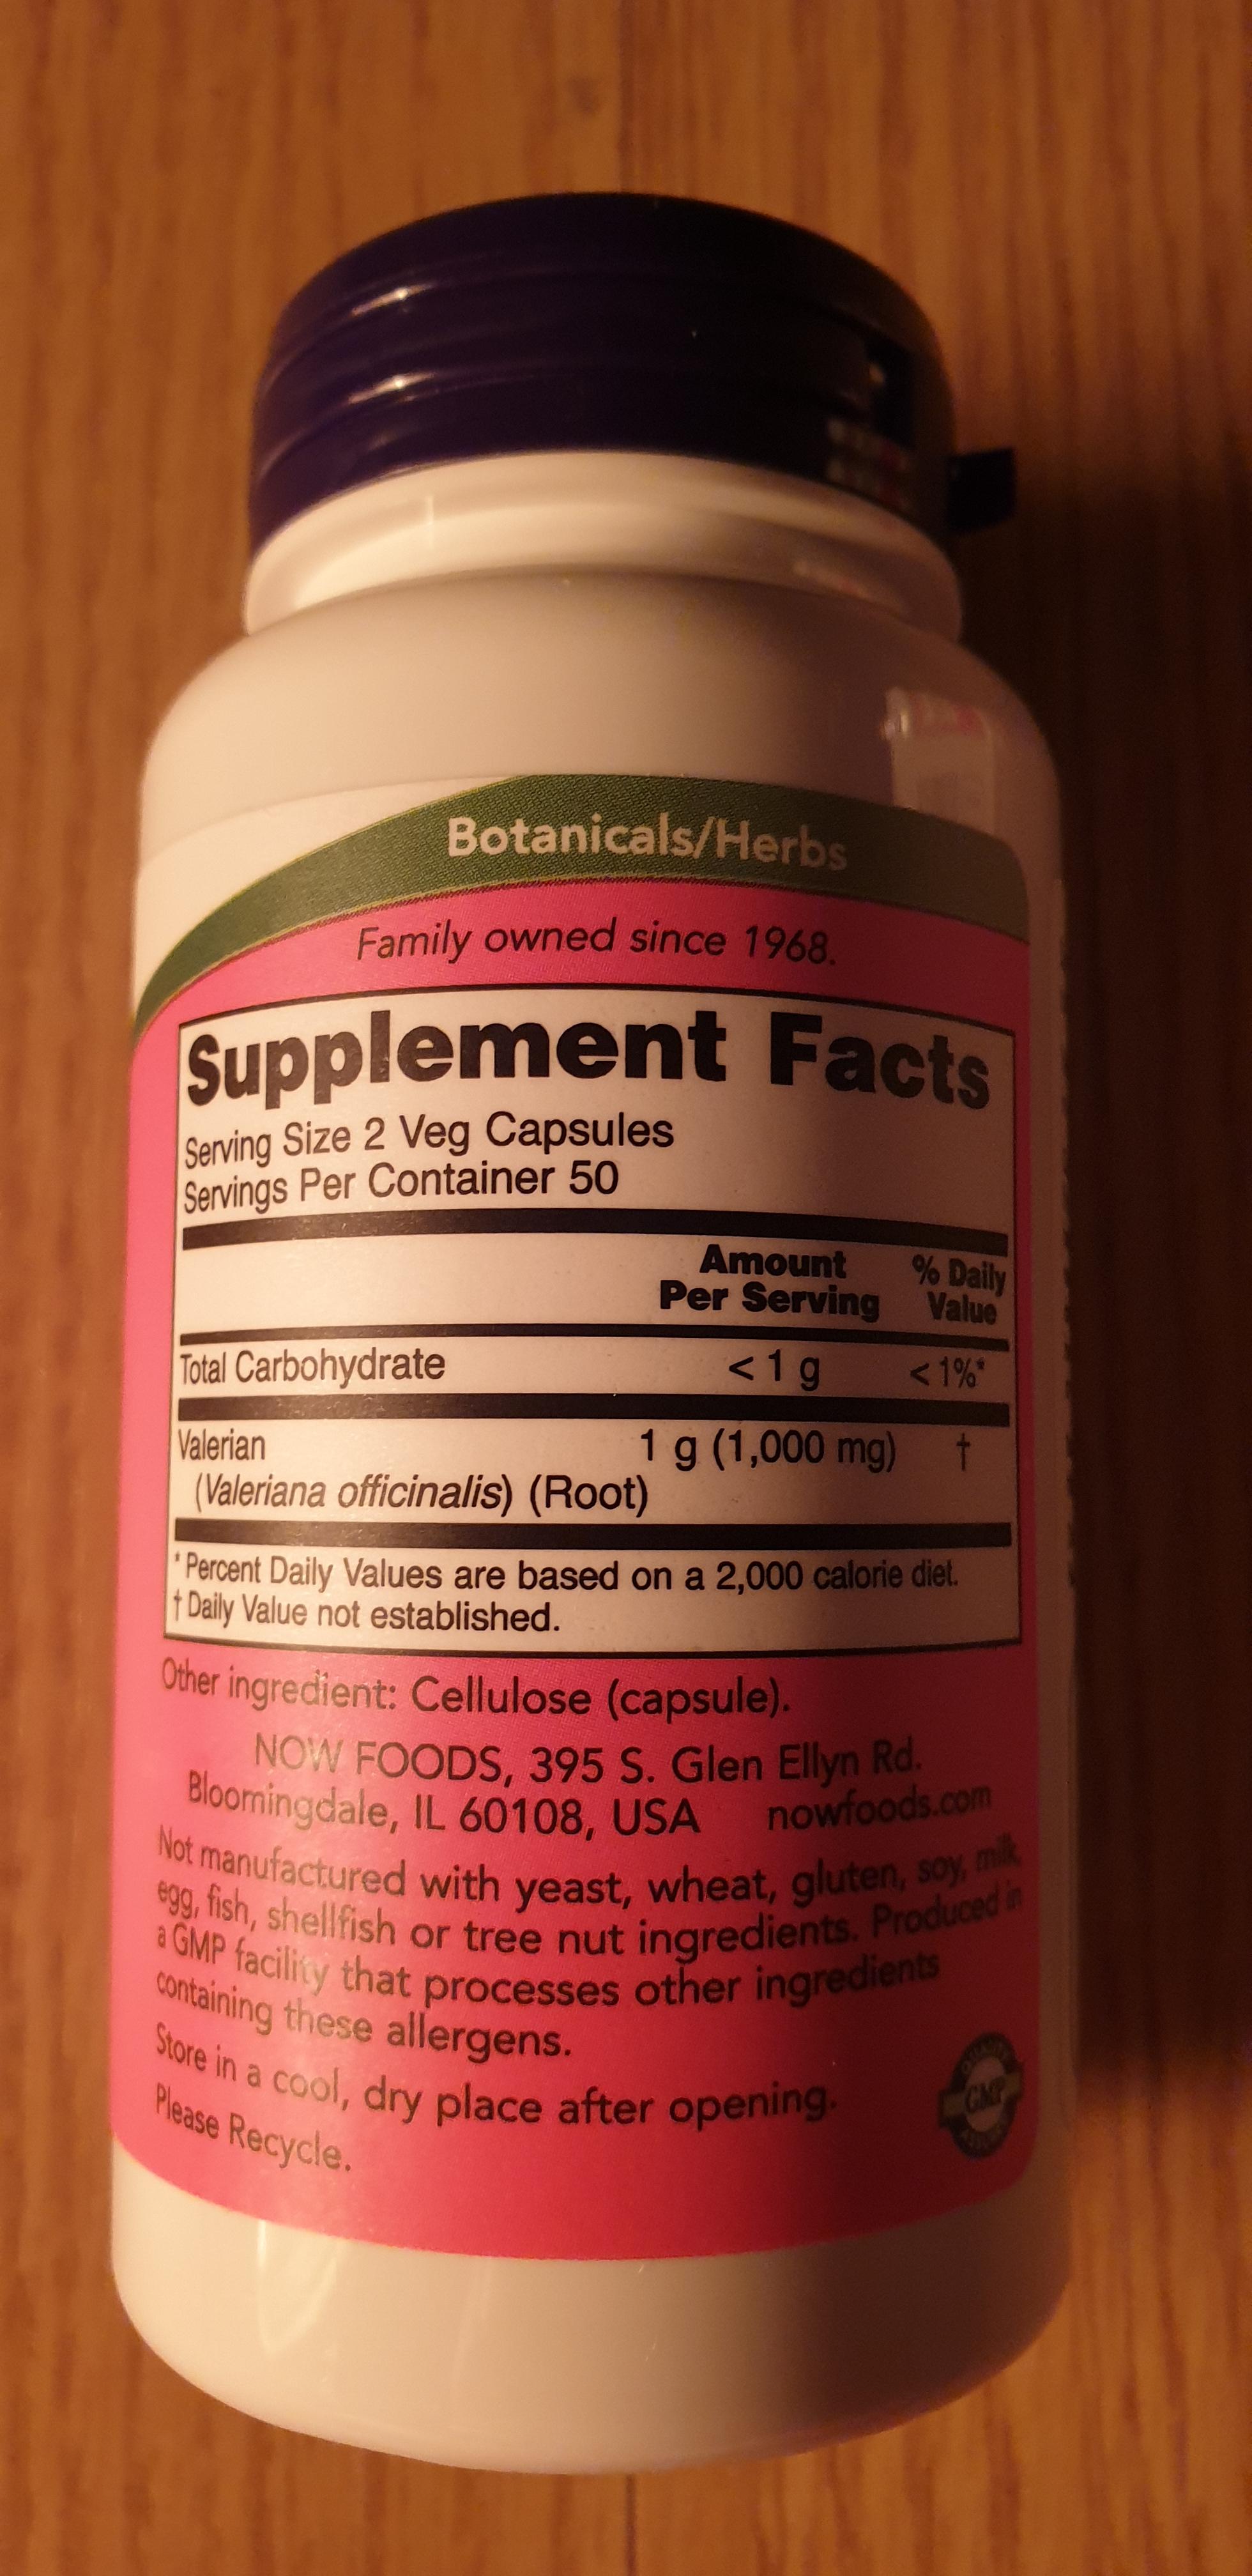 Botanicals/Herbs
Family owned since 1968.
Supplement Facts
Serving Size 2 Veg Capsules
Servings Per Container 50
Amount Per Serving
% Daily Value
Total Carbohydrate < 1 g < 1%*
Valerian 1 g (1,000 mg) †
(Valeriana officinalis) (Root)
* Percent Daily Values are based on a 2,000 calorie diet.
† Daily Value not established.
Other ingredient: Cellulose (capsule).
NOW FOODS, 395 S. Glen Ellyn Rd.
Bloomingdale, IL 60108, USA nowfoods.com
Not manufactured with yeast, wheat, gluten, soy, milk,
egg, fish, shellfish or tree nut ingredients. Produced in
a GMP facility that processes other ingredients
containing these allergens.
Store in a cool, dry place after opening.
Please Recycle.
GMP